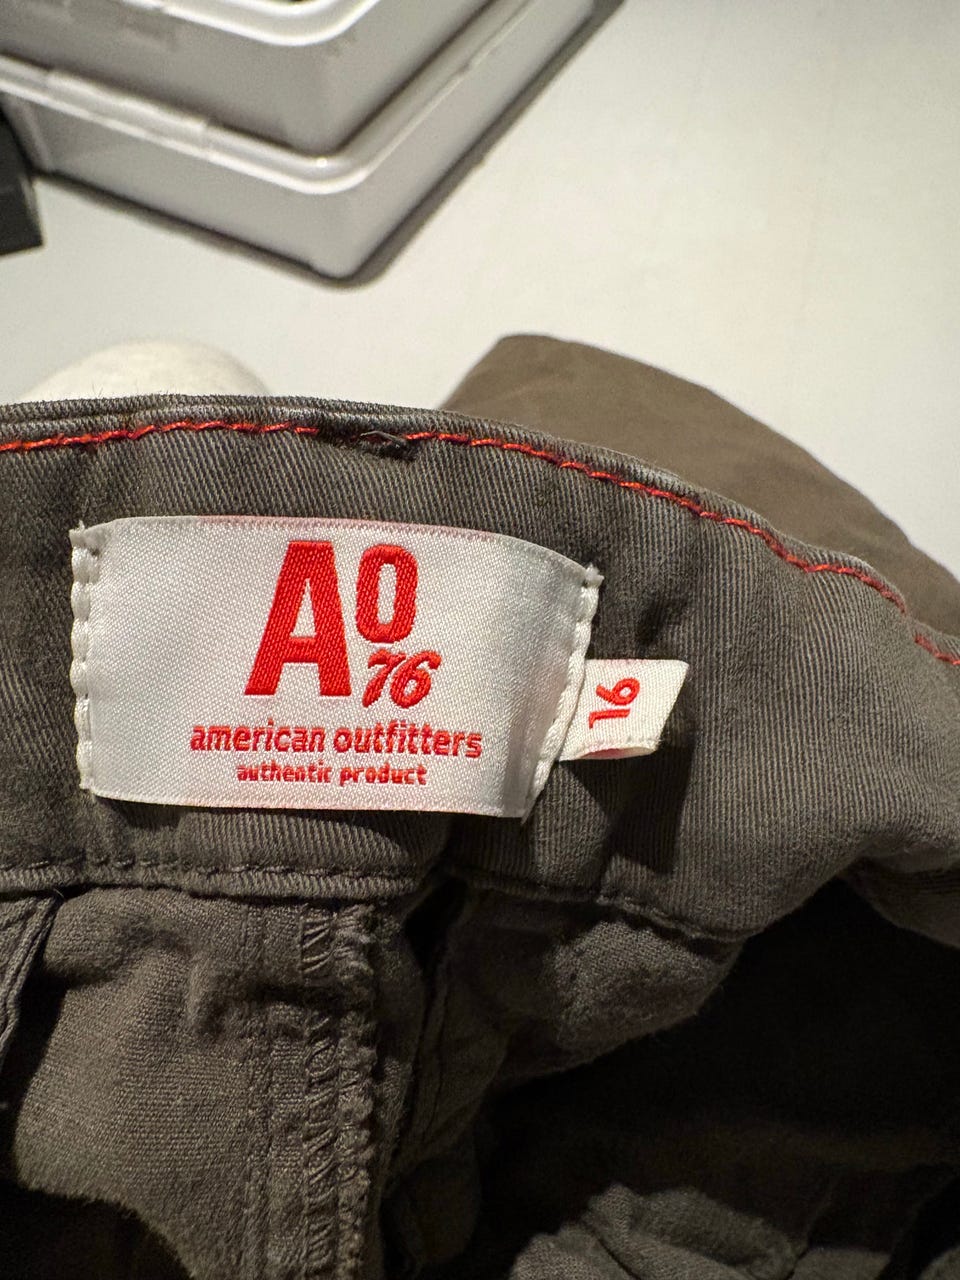 AO
76
american outfitters
authentic product
16